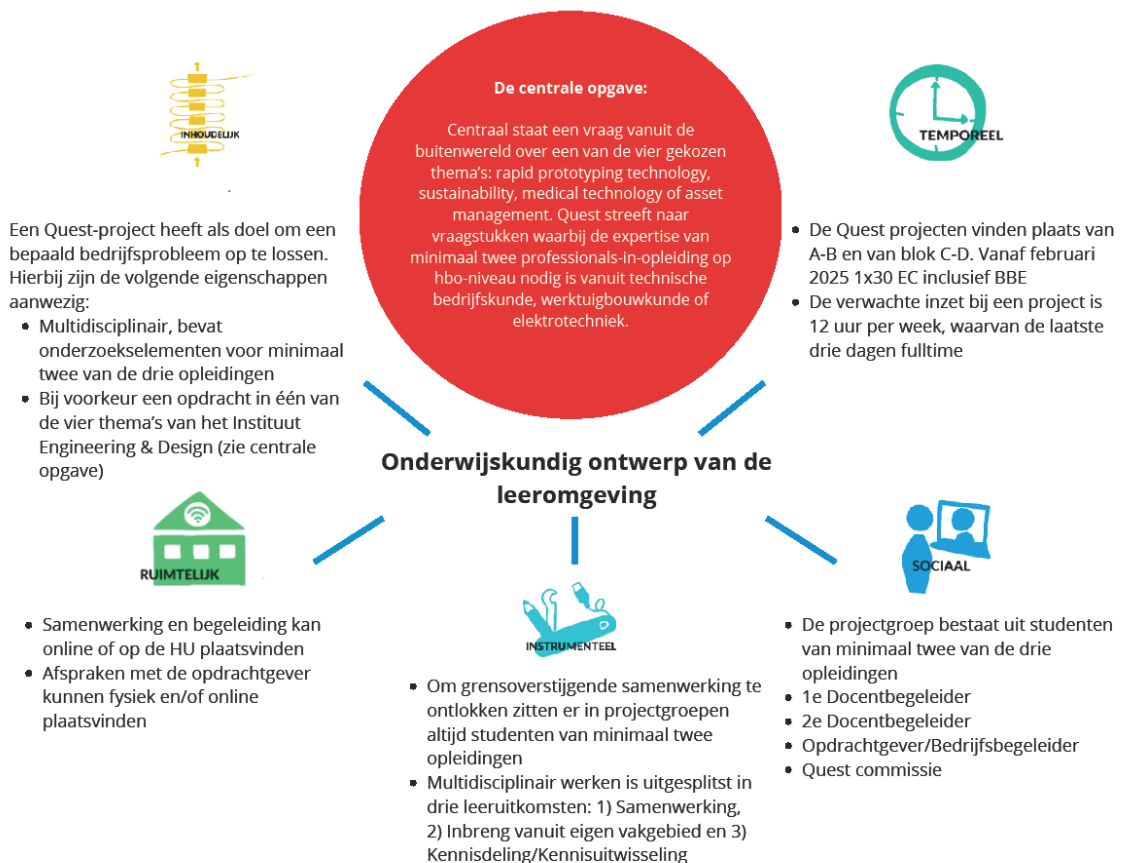 De centrale opgave:
Centraal staat een vraag vanuit de
buitenwereld over een van de vier gekozen
thema's: rapid prototyping technology,
sustainability, medical technology of asset
management. Quest streeft naar
vraagstukken waarbij de expertise van
minimaal twee professionals-in-opleiding op
hbo-niveau nodig is vanuit technische
bedrijfskunde, werktuigbouwkunde of
elektrotechniek.
INHOUDELIJK
Een Quest-project heeft als doel om een
bepaald bedrijfsprobleem op te lossen.
Hierbij zijn de volgende eigenschappen
aanwezig:
• Multidisciplinair, bevat
onderzoekselementen voor minimaal
twee van de drie opleidingen
• Bij voorkeur een opdracht in één van
de vier thema's van het Instituut
Engineering & Design (zie centrale
opgave)
TEMPOREEL
• De Quest projecten vinden plaats van
A-B en van blok C-D. Vanaf februari
2025 1x30 EC inclusief BBE
• De verwachte inzet bij een project is
12 uur per week, waarvan de laatste
drie dagen fulltime
Onderwijskundig ontwerp van de
leeromgeving
RUIMTELIJK
• Samenwerking en begeleiding kan
online of op de HU plaatsvinden
• Afspraken met de opdrachtgever
kunnen fysiek en/of online
plaatsvinden
INSTRUMENTEEL
• Om grensoverstijgende samenwerking te
ontlokken zitten er in projectgroepen
altijd studenten van minimaal twee
opleidingen
• Multidisciplinair werken is uitgesplitst in
drie leeruitkomsten: 1) Samenwerking,
2) Inbreng vanuit eigen vakgebied en 3)
Kennisdeling/Kennisuitwisseling
SOCIAAL
• De projectgroep bestaat uit studenten
van minimaal twee van de drie
opleidingen
• 1e Docentbegeleider
• 2e Docentbegeleider
• Opdrachtgever/Bedrijfsbegeleider
• Quest commissie